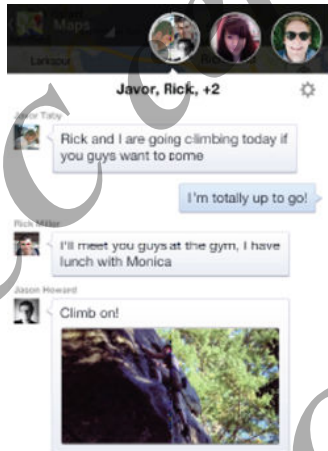 Maps
Larkspur
Javor, Rick, +2
Javor Taby
Rick and I are going climbing today if
you guys want to come
I'm totally up to go!
Rick Miller
I'll meet you guys at the gym, I have
lunch with Monica
Jason Howard
Climb on!